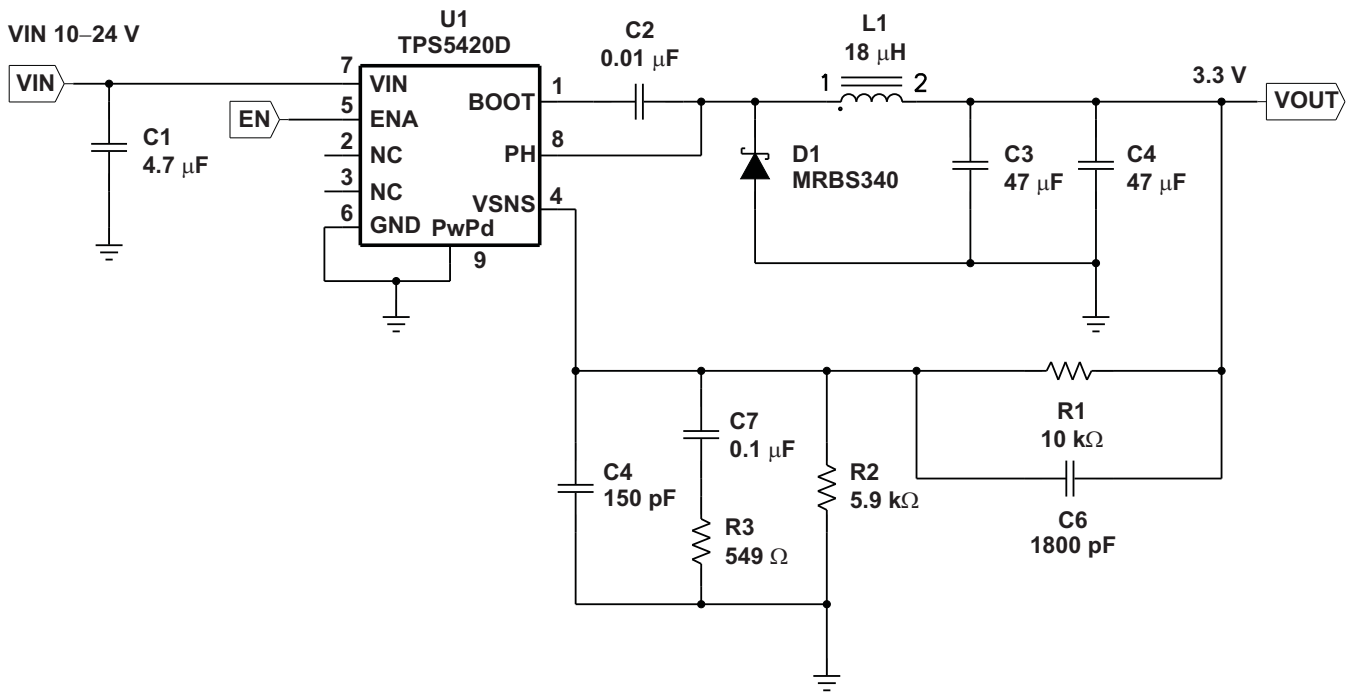 VIN 10–24 V
VIN
C1
4.7 μF
EN
U1
TPS5420D
7
VIN
5
ENA
2
NC
3
NC
6
GND
PwPd
9
BOOT
1
PH
8
VSNS
4
C2
0.01 μF
L1
18 μH
1
2
3.3 V
VOUT
D1
MRBS340
C3
47 μF
C4
47 μF
C4
150 pF
C7
0.1 μF
R3
549 Ω
R2
5.9 kΩ
R1
10 kΩ
C6
1800 pF